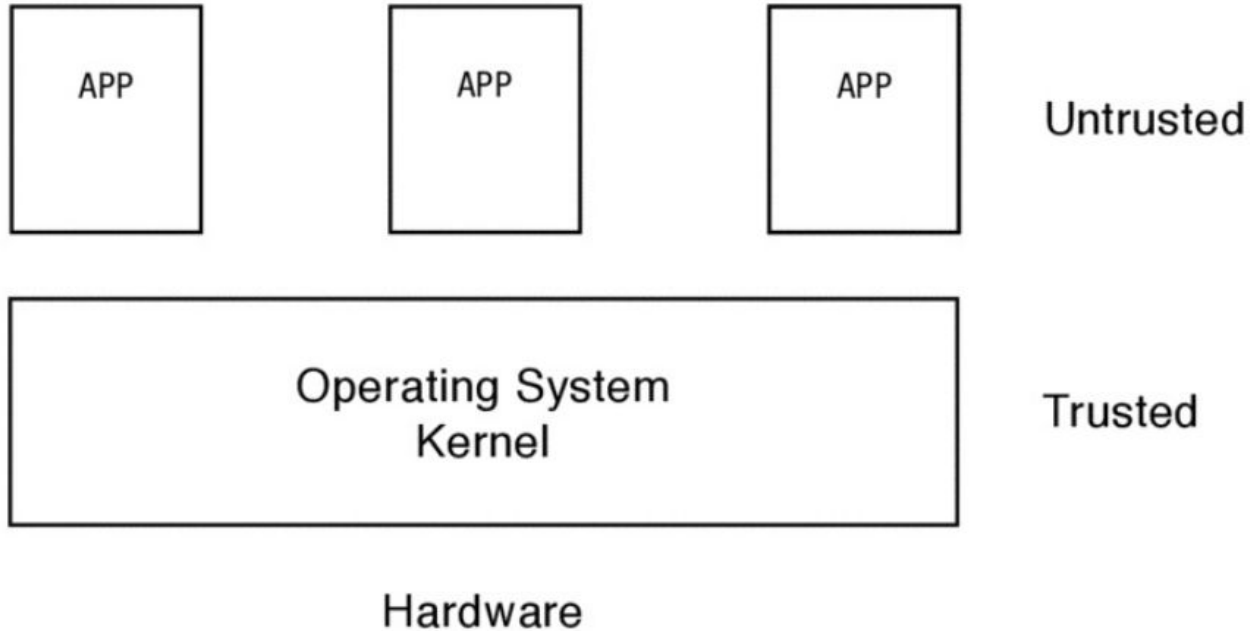 APP
APP
APP
Untrusted
Operating System
Kernel
Trusted
Hardware